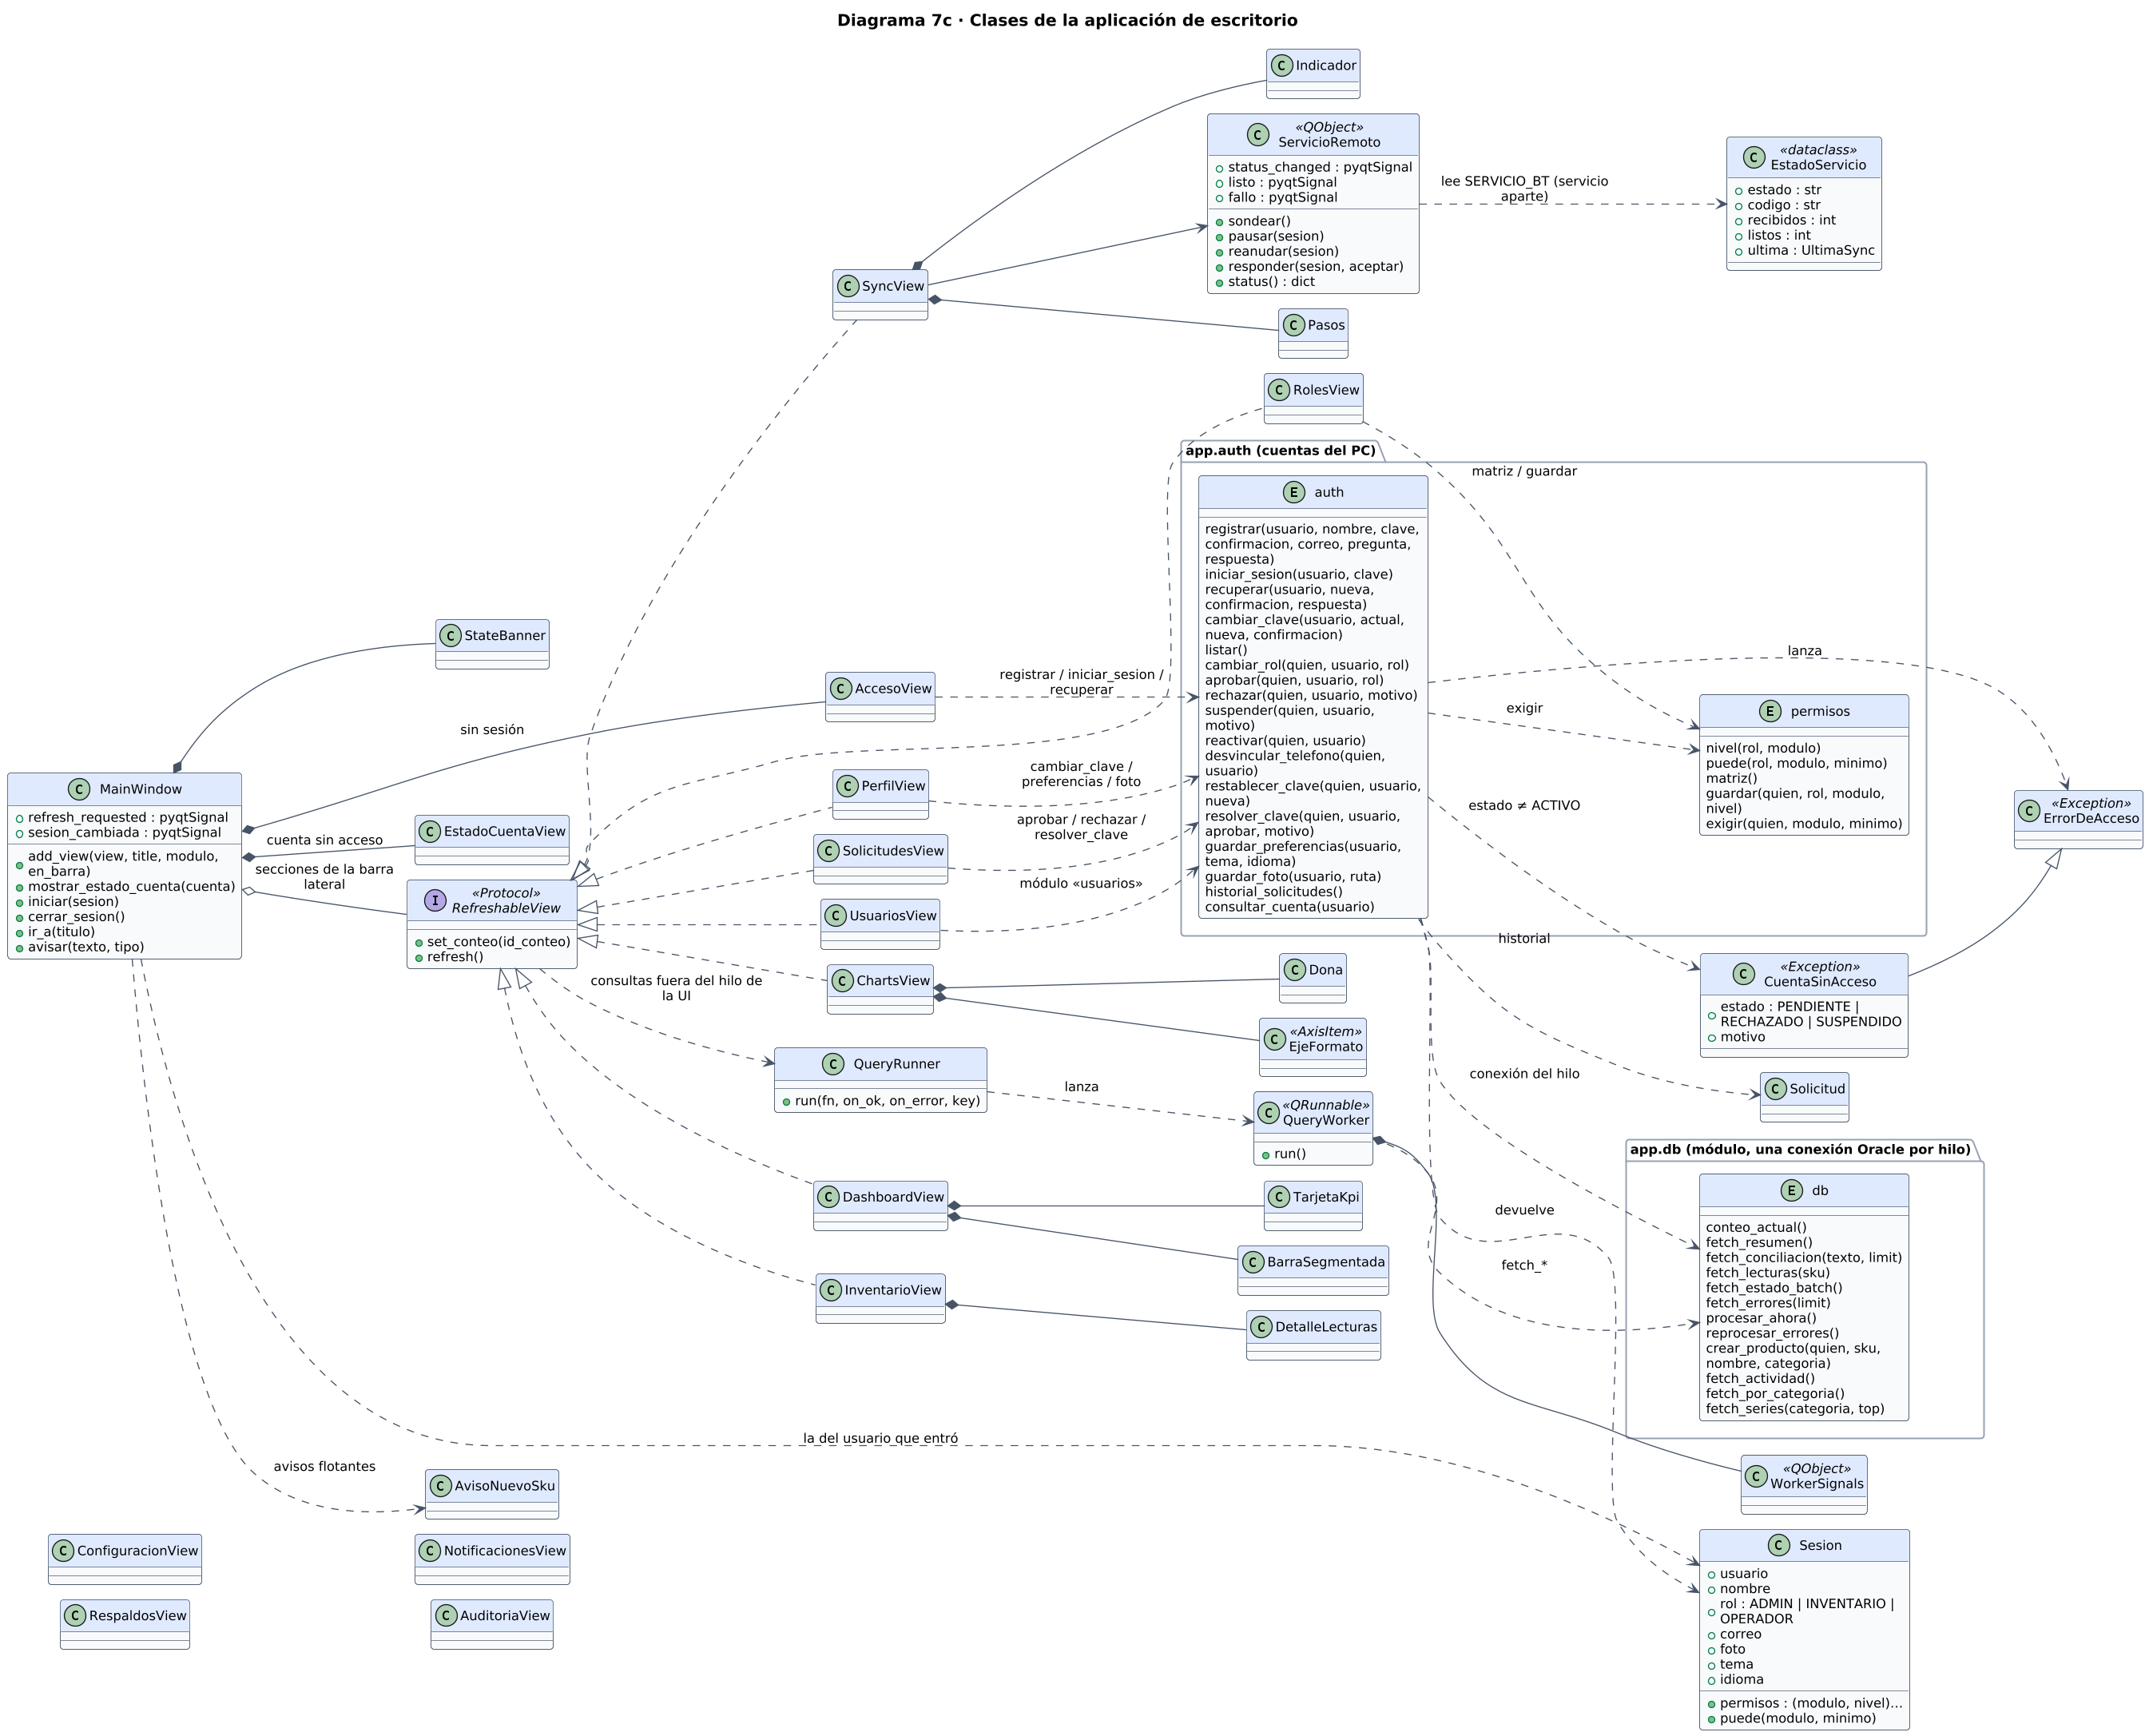 Diagrama 7c · Clases de la aplicación de escritorio
C Indicador
C «QObject»
ServicioRemoto
status_changed : pyqtSignal
listo : pyqtSignal
fallo : pyqtSignal
sondear()
pausar(sesion)
reanudar(sesion)
responder(sesion, aceptar)
status() : dict
lee SERVICIO_BT (servicio
aparte)
C «dataclass»
EstadoServicio
estado : str
codigo : str
recibidos : int
listos : int
ultima : UltimaSync
C SyncView
C Pasos
C RolesView
matriz / guardar
app.auth (cuentas del PC)
E auth
registrar(usuario, nombre, clave,
confirmacion, correo, pregunta,
respuesta)
iniciar_sesion(usuario, clave)
recuperar(usuario, nueva,
confirmacion, respuesta)
cambiar_clave(usuario, actual,
nueva, confirmacion)
listar()
cambiar_rol(quien, usuario, rol)
aprobar(quien, usuario, rol)
rechazar(quien, usuario, motivo)
suspender(quien, usuario,
motivo)
reactivar(quien, usuario)
desvincular_telefono(quien,
usuario)
restablecer_clave(quien, usuario,
nueva)
resolver_clave(quien, usuario,
aprobar, motivo)
guardar_preferencias(usuario,
tema, idioma)
guardar_foto(usuario, ruta)
historial_solicitudes()
consultar_cuenta(usuario)
lanza
exigir
estado ≠ ACTIVO
historial
E permisos
nivel(rol, modulo)
puede(rol, modulo, minimo)
matriz()
guardar(quien, rol, modulo,
nivel)
exigir(quien, modulo, minimo)
C «Exception»
ErrorDeAcceso
C StateBanner
sin sesión
C AccesoView
registrar / iniciar_sesion /
recuperar
C MainWindow
refresh_requested : pyqtSignal
sesion_cambiada : pyqtSignal
add_view(view, title, modulo,
en_barra)
mostrar_estado_cuenta(cuenta)
iniciar(sesion)
cerrar_sesion()
ir_a(titulo)
avisar(texto, tipo)
cuenta sin acceso
secciones de la barra
lateral
C EstadoCuentaView
I «Protocol»
RefreshableView
set_conteo(id_conteo)
refresh()
C PerfilView
cambiar_clave /
preferencias / foto
C SolicitudesView
aprobar / rechazar /
resolver_clave
C UsuariosView
módulo «usuarios»
C ChartsView
C Dona
C «AxisItem»
EjeFormato
consultas fuera del hilo de
la UI
C QueryRunner
run(fn, on_ok, on_error, key)
lanza
C «QRunnable»
QueryWorker
run()
C «Exception»
CuentaSinAcceso
estado : PENDIENTE |
RECHAZADO | SUSPENDIDO
motivo
conexión del hilo
C Solicitud
C DashboardView
C TarjetaKpi
C BarraSegmentada
devuelve
fetch_*
app.db (módulo, una conexión Oracle por hilo)
E db
conteo_actual()
fetch_resumen()
fetch_conciliacion(texto, limit)
fetch_lecturas(sku)
fetch_estado_batch()
fetch_errores(limit)
procesar_ahora()
reprocesar_errores()
crear_producto(quien, sku,
nombre, categoria)
fetch_actividad()
fetch_por_categoria()
fetch_series(categoria, top)
C InventarioView
C DetalleLecturas
la del usuario que entró
avisos flotantes
C AvisoNuevoSku
C «QObject»
WorkerSignals
C ConfiguracionView
C NotificacionesView
C RespaldosView
C AuditoriaView
C Sesion
usuario
nombre
rol : ADMIN | INVENTARIO |
OPERADOR
correo
foto
tema
idioma
permisos : (modulo, nivel)...
puede(modulo, minimo)